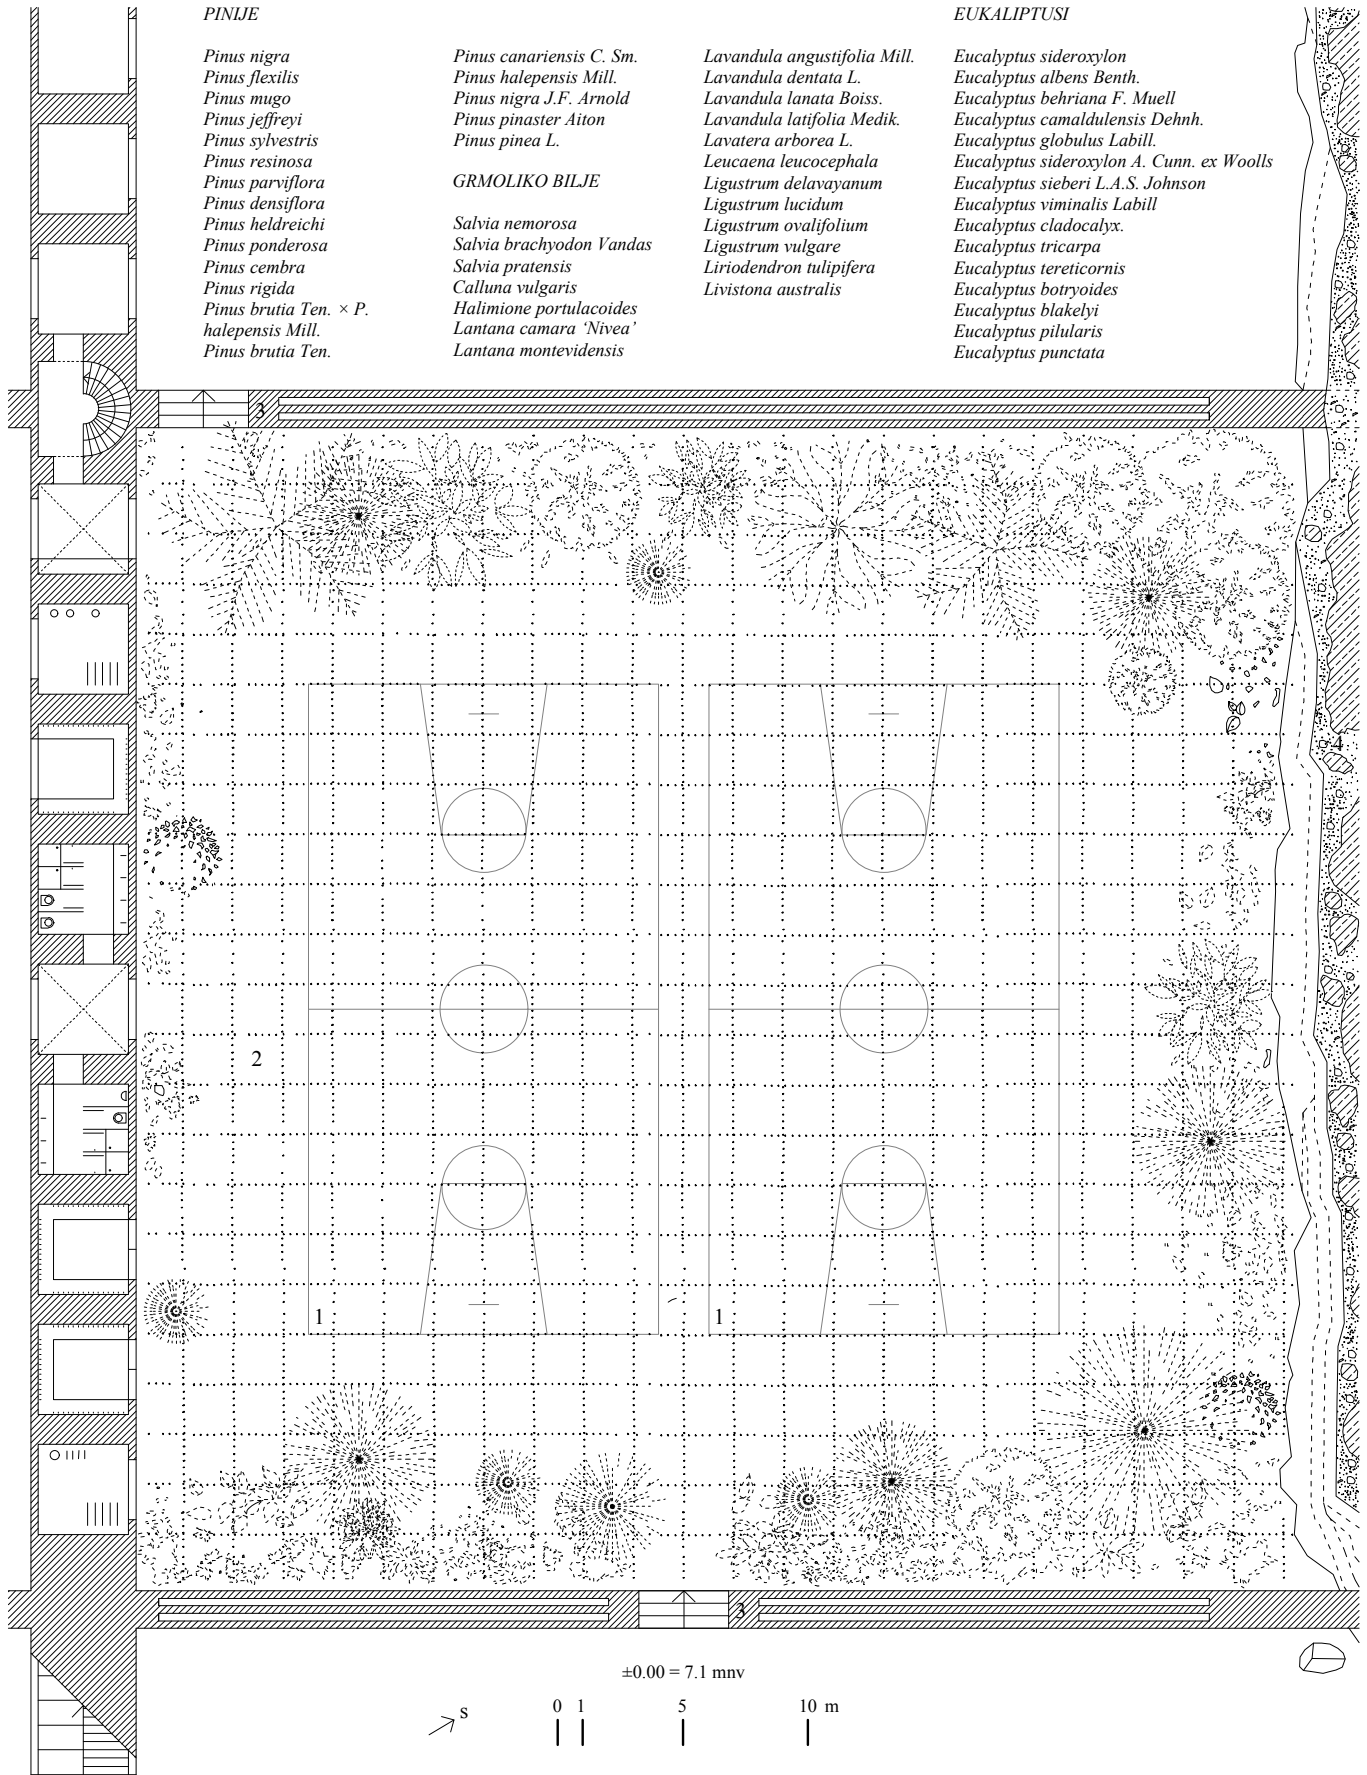 PINIJE
Pinus nigra
Pinus flexilis
Pinus mugo
Pinus jeffreyi
Pinus sylvestris
Pinus resinosa
Pinus parviflora
Pinus densiflora
Pinus heldreichi
Pinus ponderosa
Pinus cembra
Pinus rigida
Pinus brutia Ten. × P.
halepensis Mill.
Pinus brutia Ten.
Pinus canariensis C. Sm.
Pinus halepensis Mill.
Pinus nigra J.F. Arnold
Pinus pinaster Aiton
Pinus pinea L.
GRMOLIKO BILJE
Salvia nemorosa
Salvia brachyodon Vandas
Salvia pratensis
Calluna vulgaris
Halimione portulacoides
Lantana camara ‘Nivea’
Lantana montevidensis
Lavandula angustifolia Mill.
Lavandula dentata L.
Lavandula lanata Boiss.
Lavandula latifolia Medik.
Lavatera arborea L.
Leucaena leucocephala
Ligustrum delavayanum
Ligustrum lucidum
Ligustrum ovalifolium
Ligustrum vulgare
Liriodendron tulipifera
Livistona australis
EUKALIPTUSI
Eucalyptus sideroxylon
Eucalyptus albens Benth.
Eucalyptus behriana F. Muell
Eucalyptus camaldulensis Dehnh.
Eucalyptus globulus Labill.
Eucalyptus sideroxylon A. Cunn. ex Woolls
Eucalyptus sieberi L.A.S. Johnson
Eucalyptus viminalis Labill
Eucalyptus cladocalyx.
Eucalyptus tricarpa
Eucalyptus tereticornis
Eucalyptus botryoides
Eucalyptus blakelyi
Eucalyptus pilularis
Eucalyptus punctata
3
4
2
1
1
3
±0.00 = 7.1 mnv
s
0 1 5 10 m